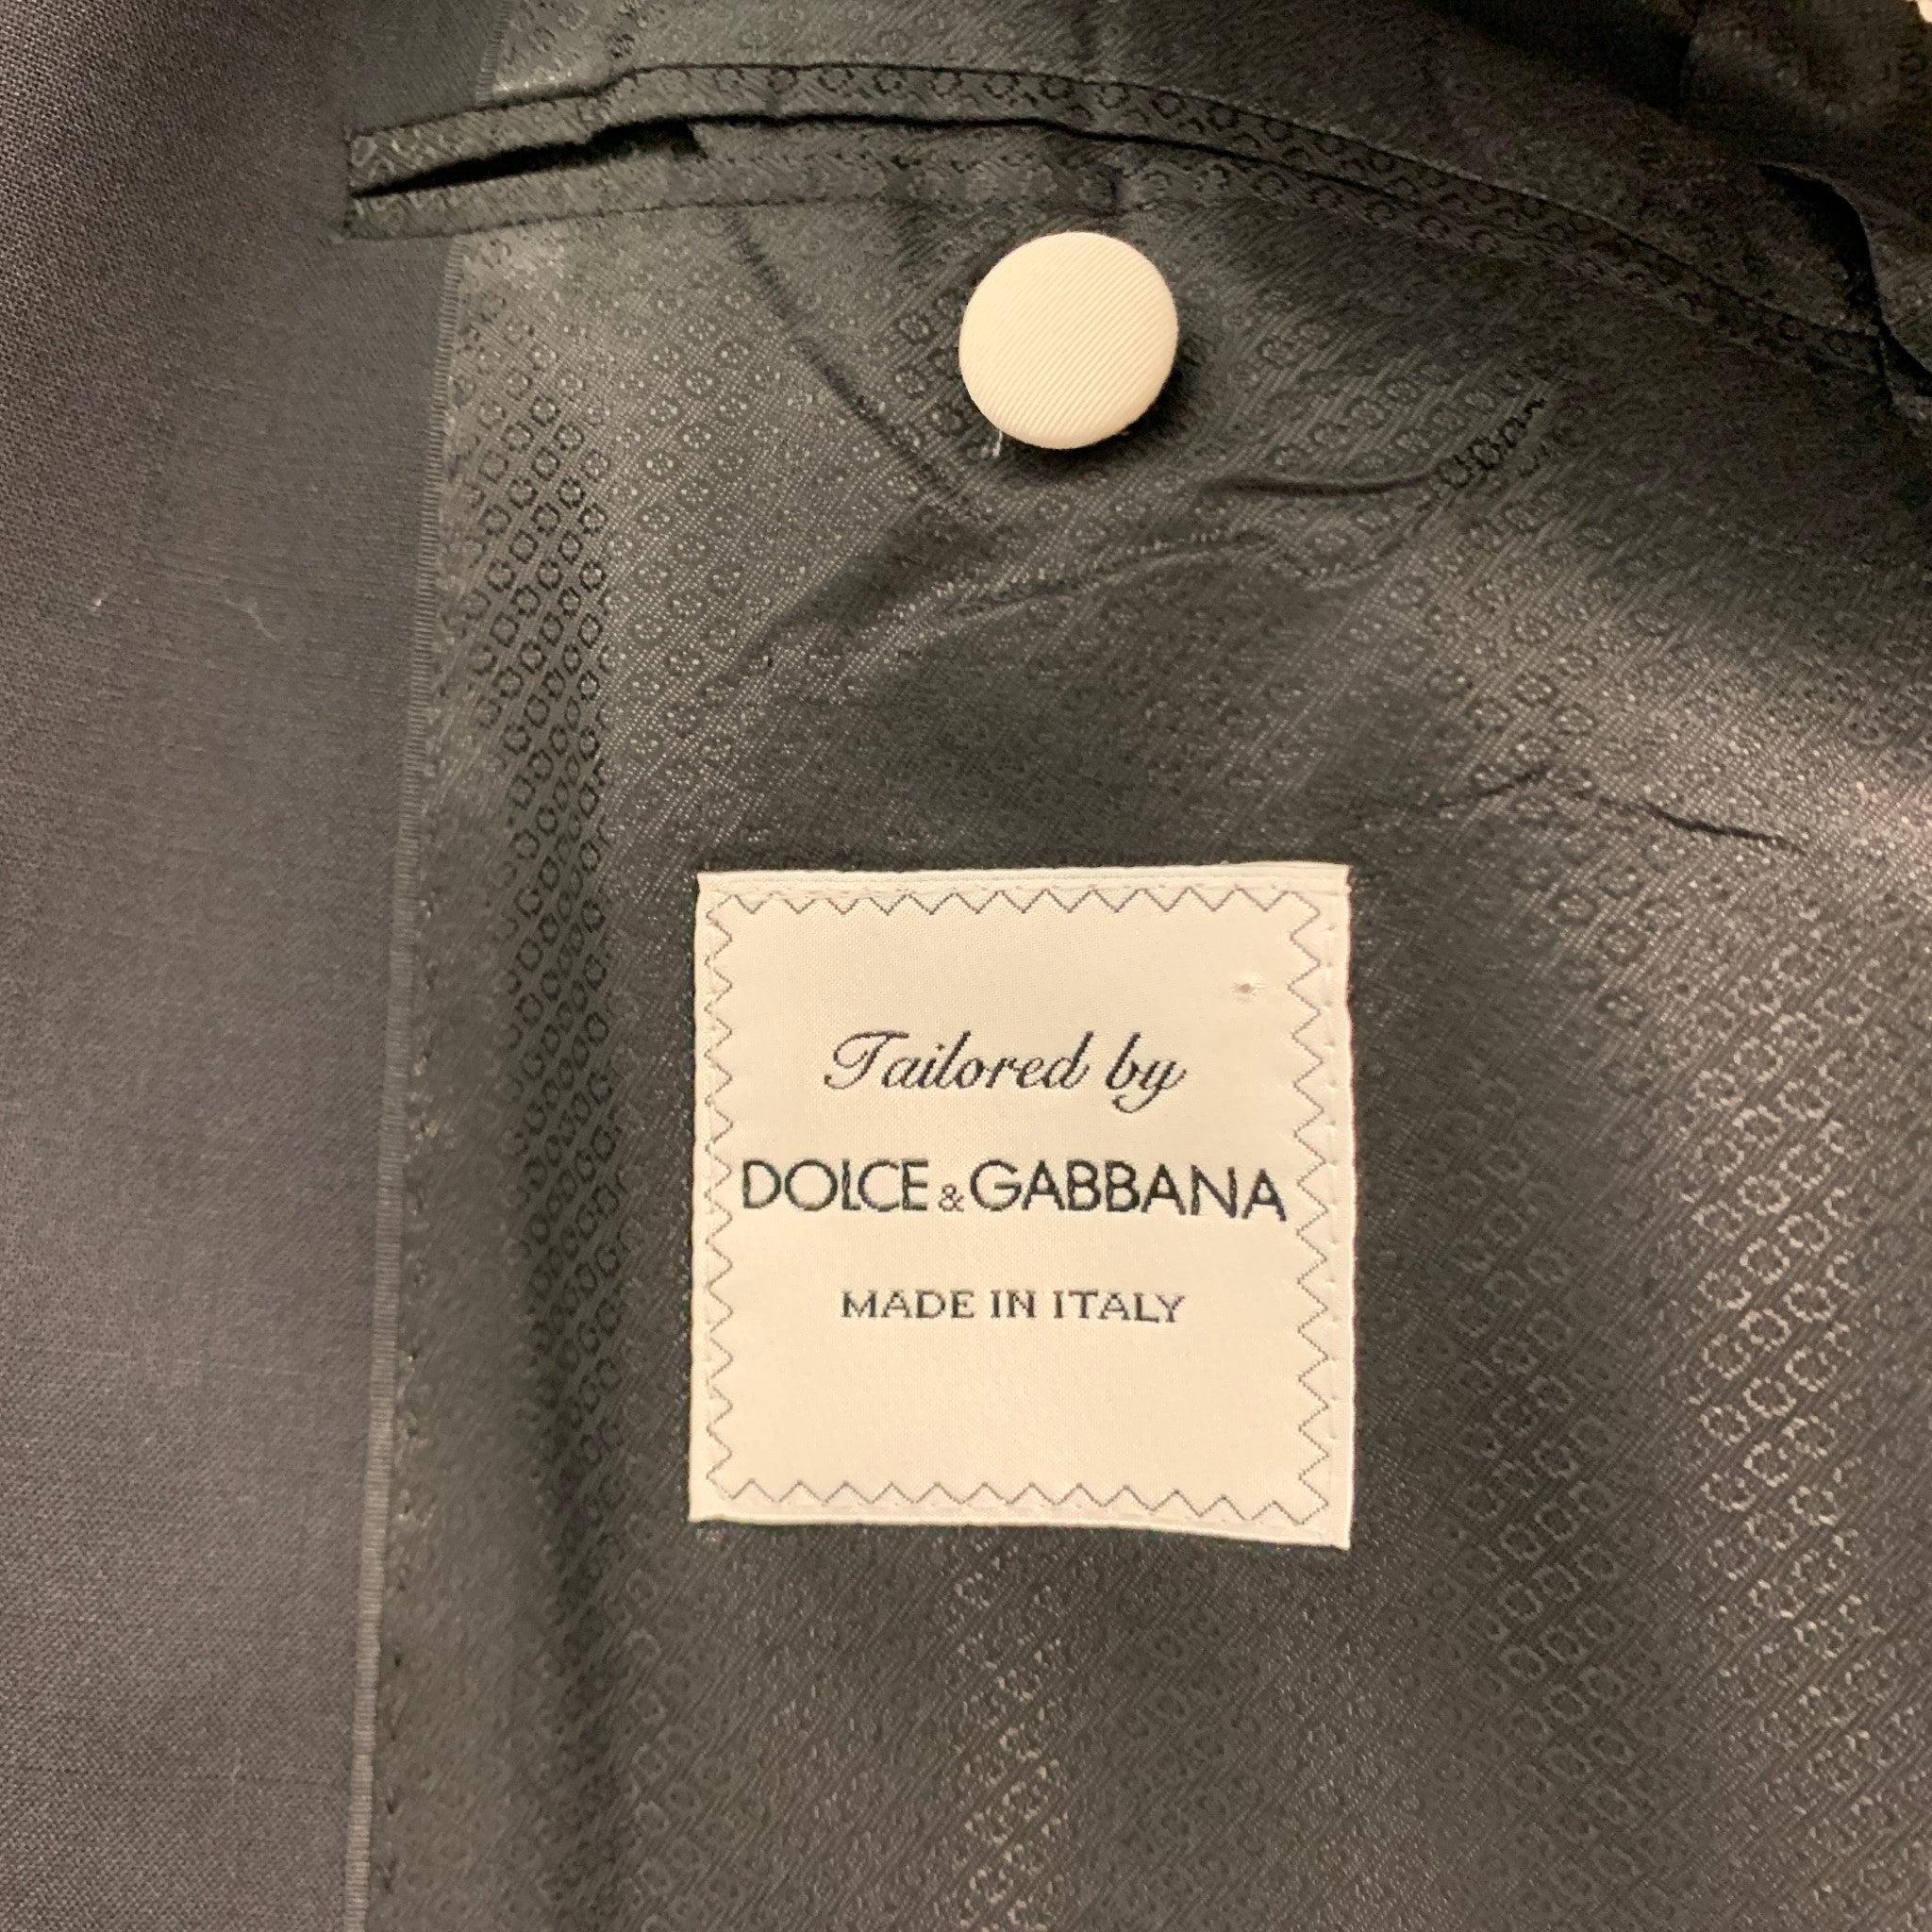 Tailored by
DOLCE & GABBANA
MADE IN ITALY